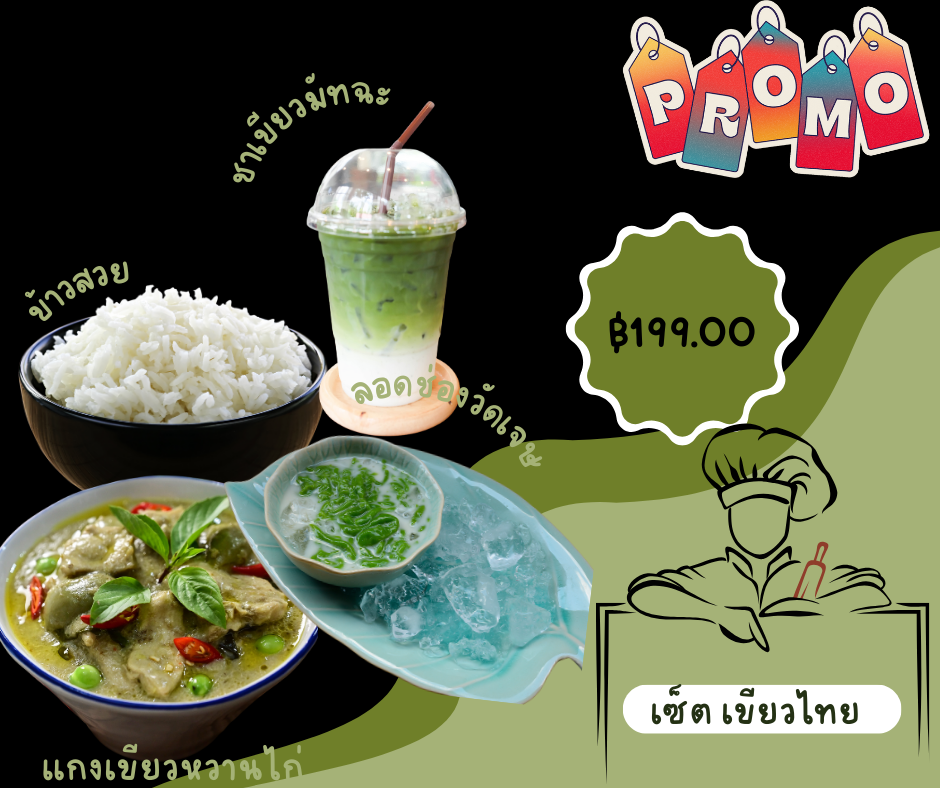 PROMO
ชาเขียวมัทฉะ
ข้าวสวย
฿199.00
ลอดช่องวัดเจษ
เซ็ต เขียวไทย
แกงเขียวหวานไก่